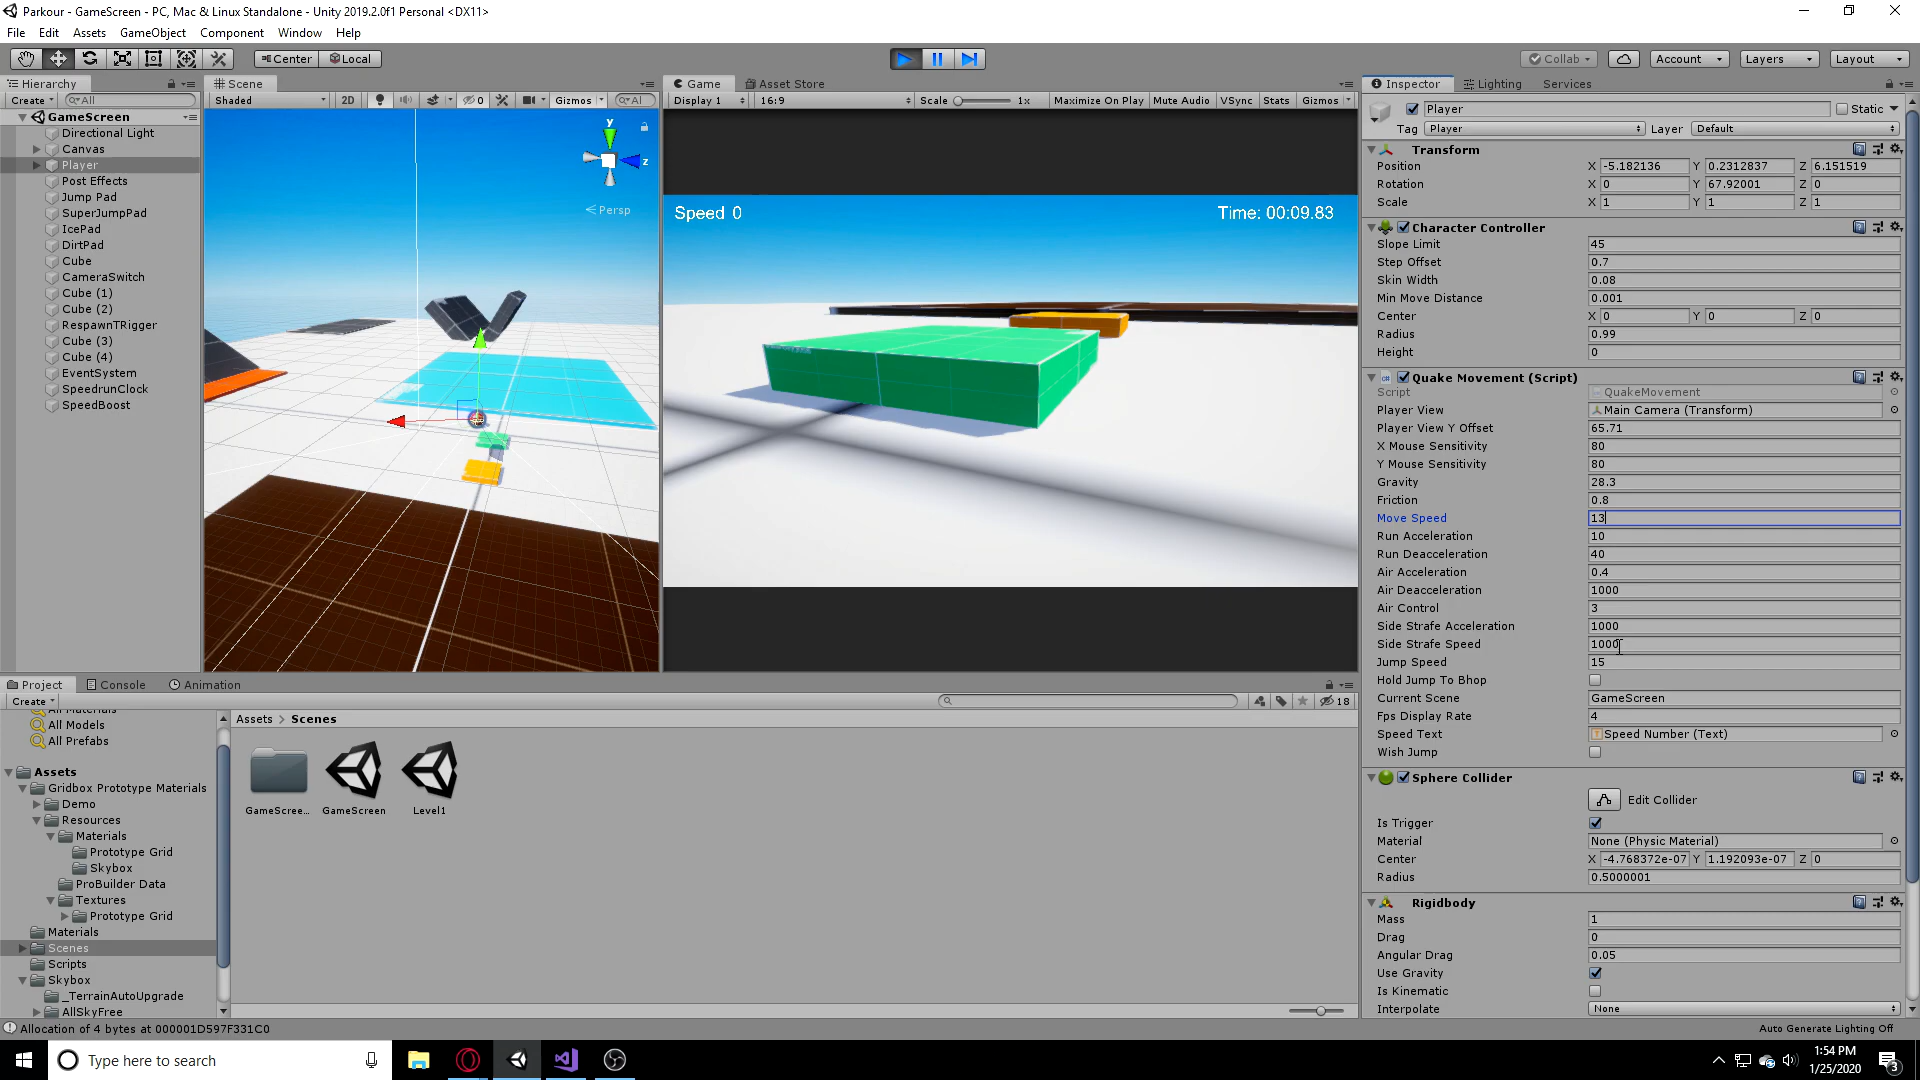 Parkour - GameScreen - PC, Mac & Linux Standalone - Unity 2019.2.0f1 Personal <DX11>
File Edit Assets GameObject Component Window Help
Center Local Collab Account Layers Layout
Hierarchy
Create All
GameScreen
Directional Light
Canvas
Player
Post Effects
Jump Pad
SuperJumpPad
IcePad
DirtPad
Cube
CameraSwitch
Cube (1)
Cube (2)
RespawnTRigger
Cube (3)
Cube (4)
EventSystem
SpeedrunClock
SpeedBoost
Scene
Shaded 2D 0 Gizmos Al
y
z
Persp
Game Asset Store
Display 1 16:9 Scale 1x Maximize On Play Mute Audio VSync Stats Gizmos
Speed 0 Time: 00:09.83
Inspector Lighting Services
Player Static
Tag Player Layer Default
Transform
Position X -5.182136 Y 0.2312837 Z 6.151519
Rotation X 0 Y 67.92001 Z 0
Scale X 1 Y 1 Z 1
Character Controller
Slope Limit 45
Step Offset 0.7
Skin Width 0.08
Min Move Distance 0.001
Center X 0 Y 0 Z 0
Radius 0.99
Height 0
Quake Movement (Script)
Script QuakeMovement
Player View Main Camera (Transform)
Player View Y Offset 65.71
X Mouse Sensitivity 80
Y Mouse Sensitivity 80
Gravity 28.3
Friction 0.8
Move Speed 13
Run Acceleration 10
Run Deacceleration 40
Air Acceleration 0.4
Air Deacceleration 1000
Air Control 3
Side Strafe Acceleration 1000
Side Strafe Speed 1000
Jump Speed 15
Hold Jump To Bhop
Current Scene GameScreen
Fps Display Rate 4
Speed Text Speed Number (Text)
Wish Jump
Sphere Collider
Edit Collider
Is Trigger
Material None (Physic Material)
Center X -4.768372e-07 Y 1.192093e-07 Z 0
Radius 0.5000001
Rigidbody
Mass 1
Drag 0
Angular Drag 0.05
Use Gravity
Is Kinematic
Interpolate None
Project Console Animation
Create 18
All Materials
All Models
All Prefabs
Assets
Gridbox Prototype Materials
Demo
Resources
Materials
Prototype Grid
Skybox
ProBuilder Data
Textures
Prototype Grid
Materials
Scenes
Scripts
Skybox
_TerrainAutoUpgrade
AllSkyFree
Assets > Scenes
GameScree... GameScreen Level1
Allocation of 4 bytes at 000001D597F331C0
Auto Generate Lighting Off
Type here to search
1:54 PM
1/25/2020
3